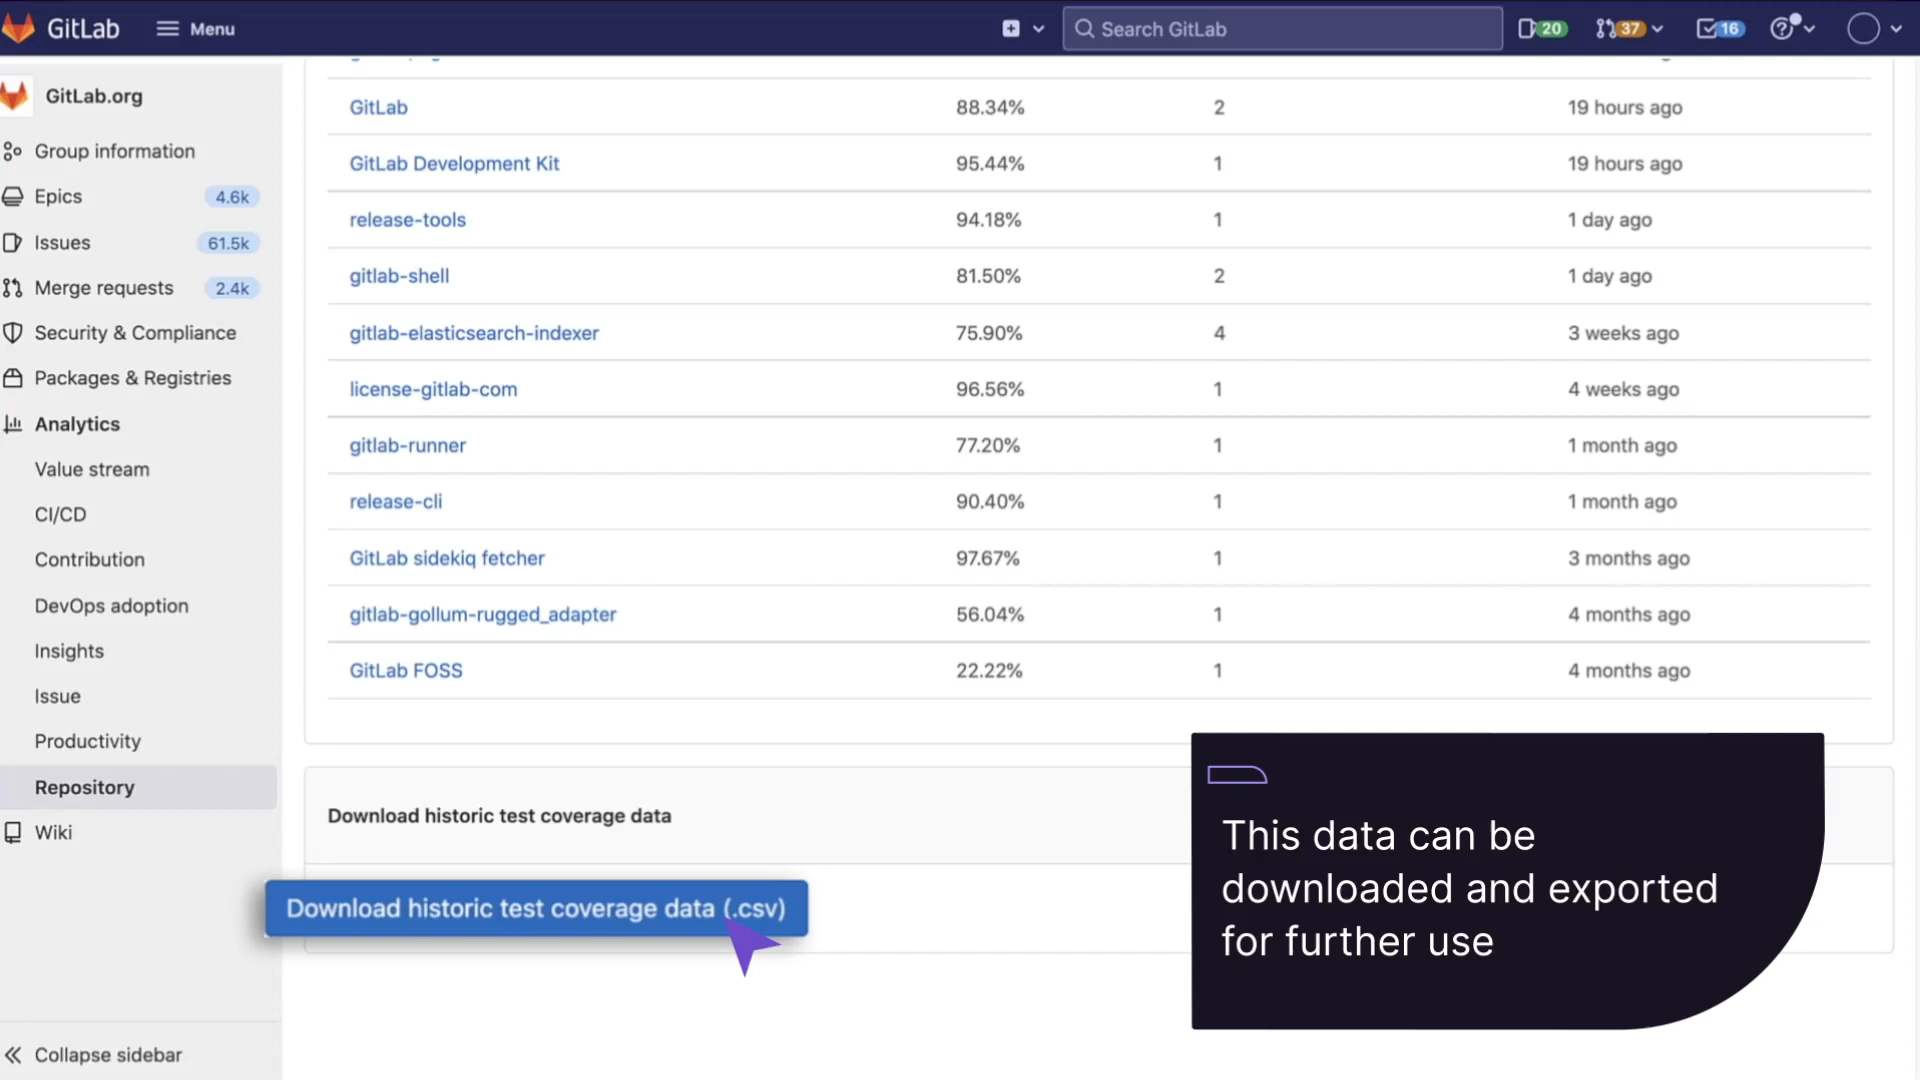 GitLab Menu Search GitLab 20 37 16
GitLab.org
Group information
Epics 4.6k
Issues 61.5k
Merge requests 2.4k
Security & Compliance
Packages & Registries
Analytics
Value stream
CI/CD
Contribution
DevOps adoption
Insights
Issue
Productivity
Repository
Wiki
Collapse sidebar
GitLab 88.34% 2 19 hours ago
GitLab Development Kit 95.44% 1 19 hours ago
release-tools 94.18% 1 1 day ago
gitlab-shell 81.50% 2 1 day ago
gitlab-elasticsearch-indexer 75.90% 4 3 weeks ago
license-gitlab-com 96.56% 1 4 weeks ago
gitlab-runner 77.20% 1 1 month ago
release-cli 90.40% 1 1 month ago
GitLab sidekiq fetcher 97.67% 1 3 months ago
gitlab-gollum-rugged_adapter 56.04% 1 4 months ago
GitLab FOSS 22.22% 1 4 months ago
Download historic test coverage data
Download historic test coverage data (.csv)
This data can be
downloaded and exported
for further use